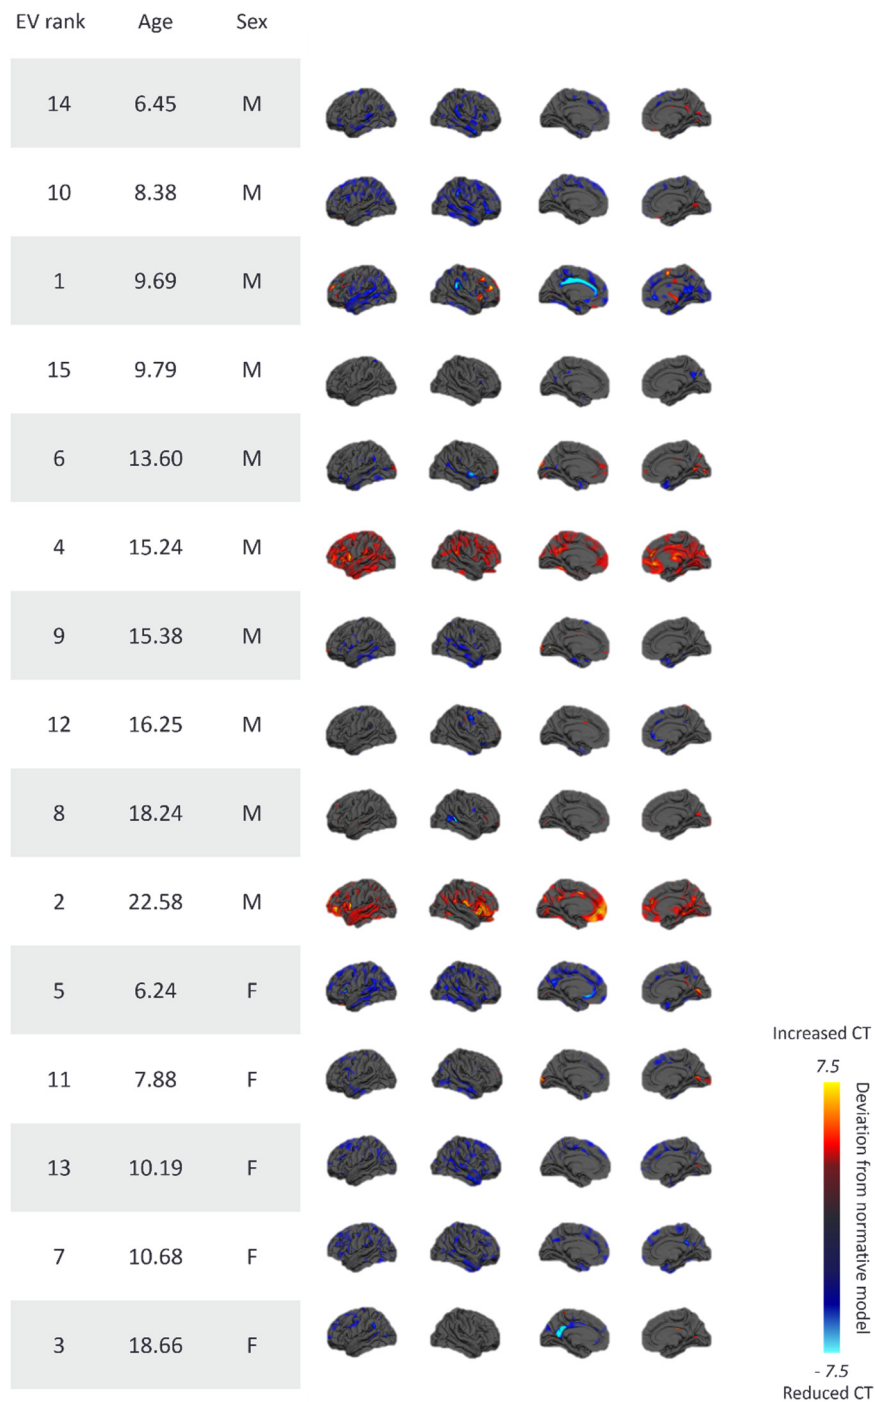 EV rank Age Sex
14 6.45 M
10 8.38 M
1 9.69 M
15 9.79 M
6 13.60 M
4 15.24 M
9 15.38 M
12 16.25 M
8 18.24 M
2 22.58 M
5 6.24 F
11 7.88 F
13 10.19 F
7 10.68 F
3 18.66 F
Increased CT
7.5
Deviation from normative model
- 7.5
Reduced CT